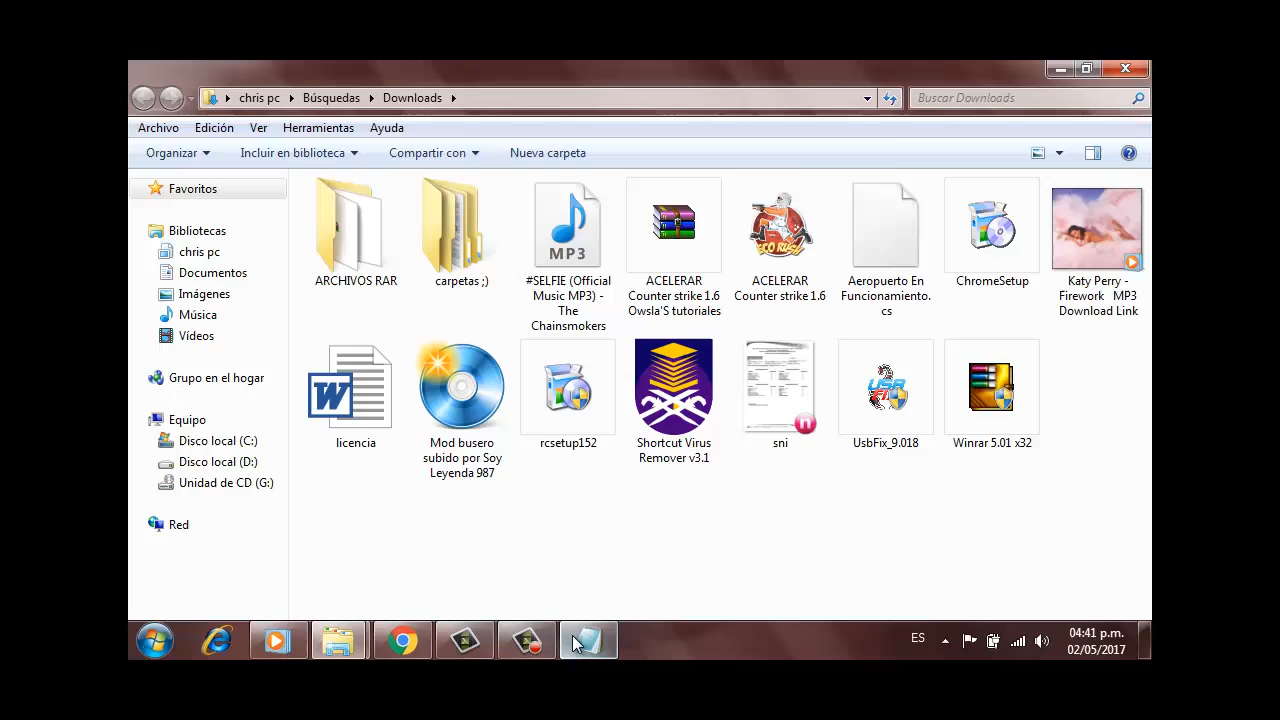 chris pc
Búsquedas
Downloads
Buscar Downloads
Archivo
Edición
Ver
Herramientas
Ayuda
Organizar
Incluir en biblioteca
Compartir con
Nueva carpeta
Favoritos
Bibliotecas
chris pc
Documentos
Imágenes
Música
Vídeos
Grupo en el hogar
Equipo
Disco local (C:)
Disco local (D:)
Unidad de CD (G:)
Red
ARCHIVOS RAR
carpetas ;)
MP3
#SELFIE (Official
Music MP3) -
The
Chainsmokers
ACELERAR
Counter strike 1.6
Owsla'S tutoriales
ECO RUSH
ACELERAR
Counter strike 1.6
Aeropuerto En
Funcionamiento.
cs
ChromeSetup
Katy Perry -
Firework MP3
Download Link
W
licencia
Mod busero
subido por Soy
Leyenda 987
rcsetup152
Shortcut Virus
Remover v3.1
n
sni
UsbFix_9.018
Winrar 5.01 x32
ES
04:41 p.m.
02/05/2017